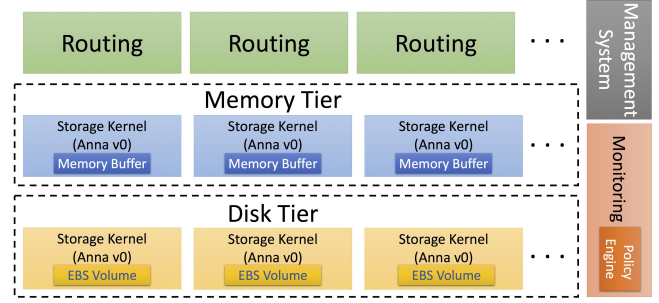 Routing
Routing
Routing
. . .
Management
System
Memory Tier
Storage Kernel
(Anna v0)
Memory Buffer
Storage Kernel
(Anna v0)
Memory Buffer
Storage Kernel
(Anna v0)
Memory Buffer
. . .
Disk Tier
Storage Kernel
(Anna v0)
EBS Volume
Storage Kernel
(Anna v0)
EBS Volume
Storage Kernel
(Anna v0)
EBS Volume
. . .
Monitoring
Policy
Engine